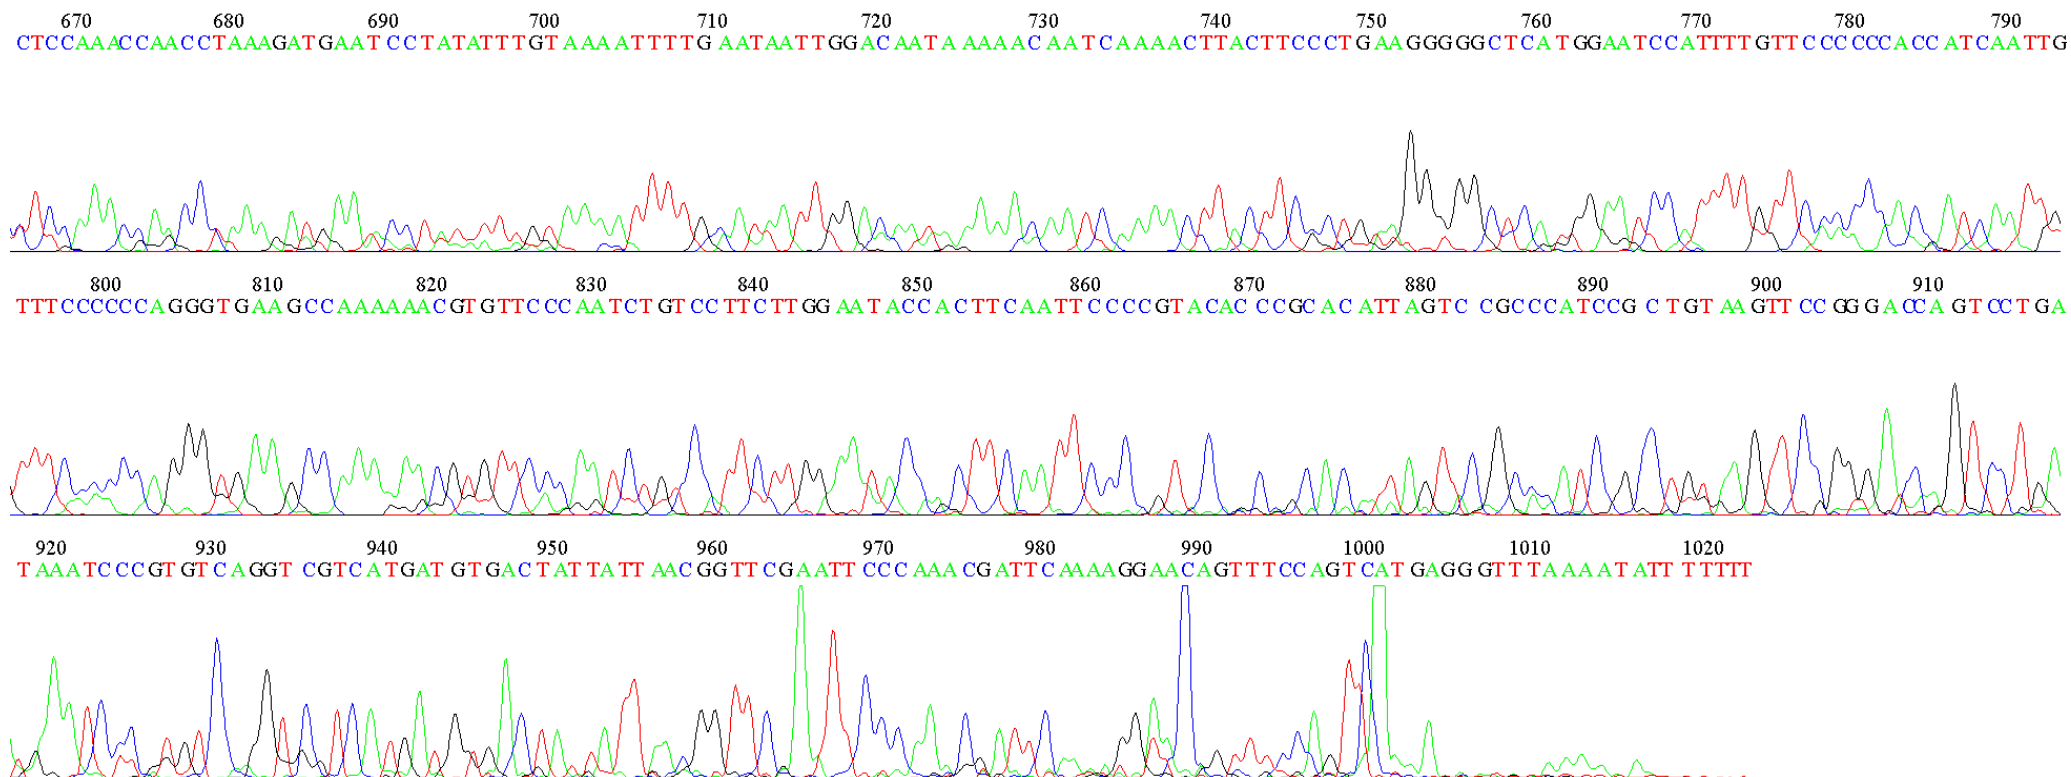 670 680 690 700 710 720 730 740 750 760 770 780 790
CTCCAAACCAACCTAAAGATGAATCCTATATTTGTAAAATTTTGAATAATTGGACAATAAAAACAATCAAAACTTACTTCCCTGAAGGGGGCTCATGGAATCCATTTTGTTCCCCCCACCATCAATTG
800 810 820 830 840 850 860 870 880 890 900 910
TTTCCCCCCAGGGTGAAGCCAAAAAACGTGTTCCCAATCTGTCCTTCTTGGAATACCACTTCAATTCCCCGTACACCCGCACATTAGTCCGCCCATCCGCTGTAAGTTCCGGGACCAGTCCTGA
920 930 940 950 960 970 980 990 1000 1010 1020
TAAATCCCGTGTCAGGTCGTCATGATGTGACTATTATTAACGGTTCGAATTCCCAAACGATTCAAAAGGAACAGTTTCCAGTCATGAGGGTTTAAAATATTTTTTT